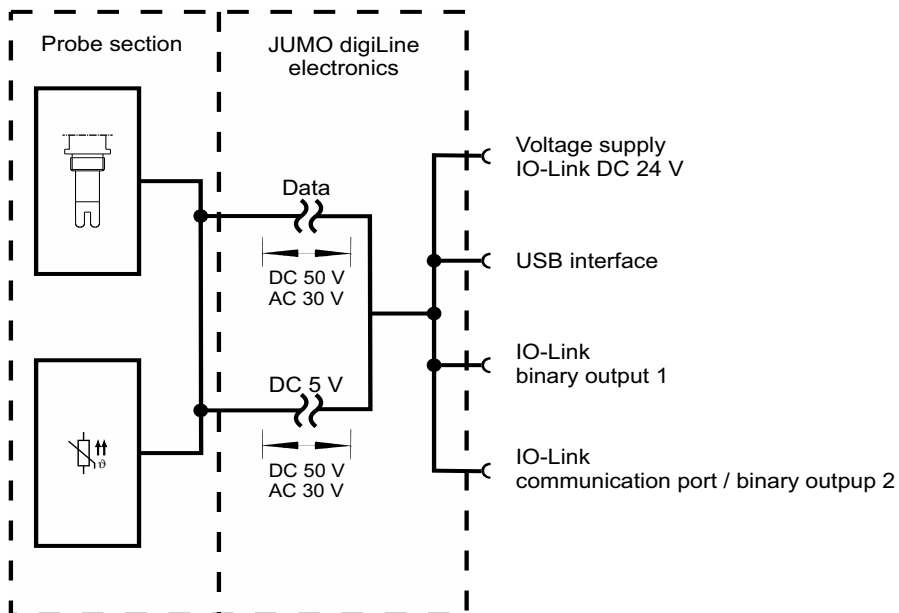 Probe section
JUMO digiLine
electronics
Data
DC 50 V
AC 30 V
DC 5 V
DC 50 V
AC 30 V
ϑ
Voltage supply
IO-Link DC 24 V
USB interface
IO-Link
binary output 1
IO-Link
communication port / binary outpup 2